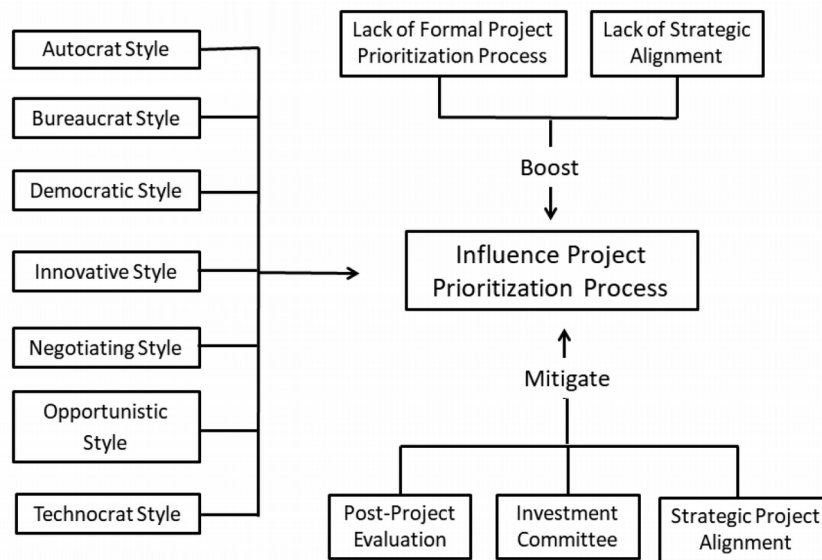 Autocrat Style
Bureaucrat Style
Democratic Style
Innovative Style
Negotiating Style
Opportunistic
Style
Technocrat Style
Lack of Formal Project
Prioritization Process
Lack of Strategic
Alignment
Boost
Influence Project
Prioritization Process
Mitigate
Post-Project
Evaluation
Investment
Committee
Strategic Project
Alignment